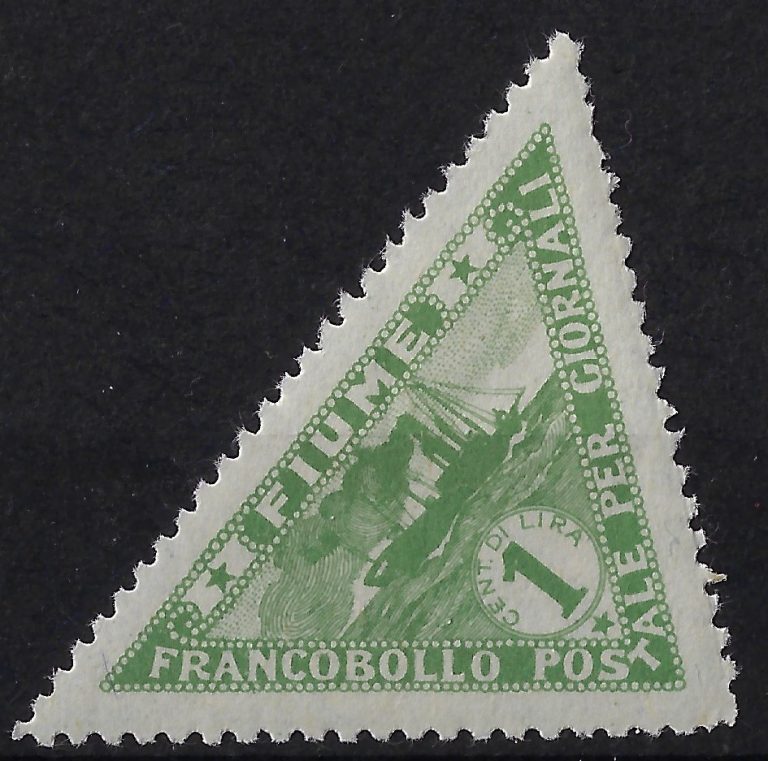 FIUME
FRANCOBOLLO POSTALE PER GIORNALI
CENT. DI LIRA
1